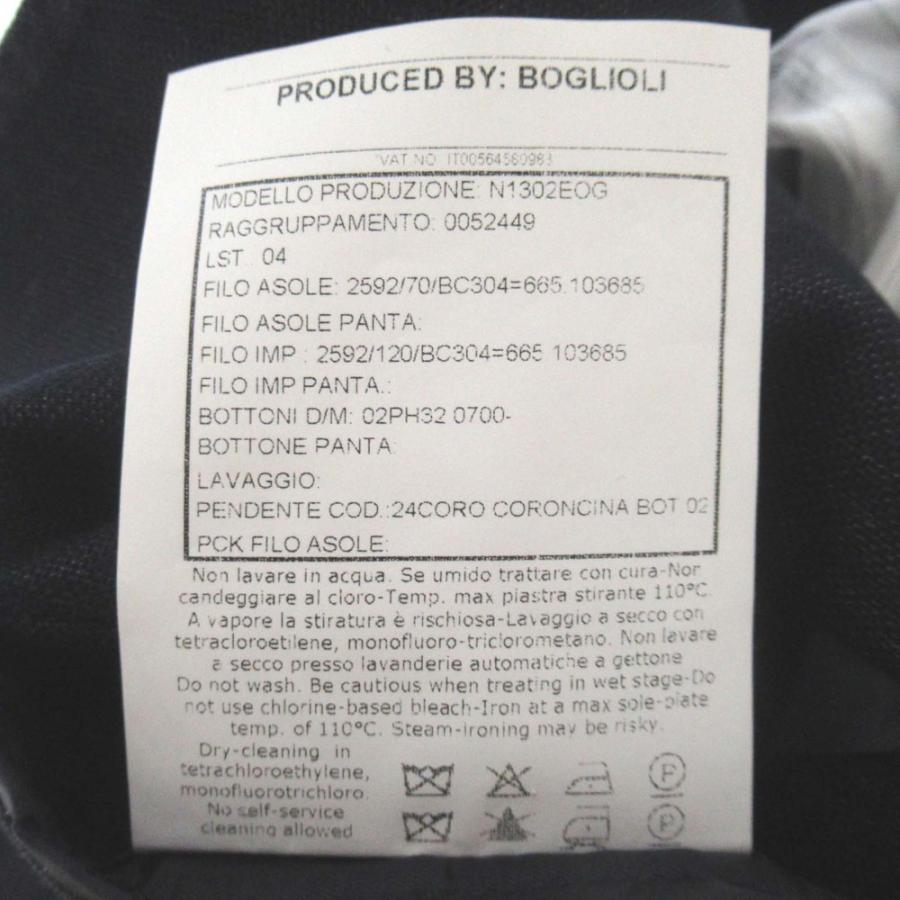 PRODUCED BY: BOGLIOLI
VAT NO IT00564580983
MODELLO PRODUZIONE: N1302EOG
RAGGRUPPAMENTO: 0052449
LST.: 04
FILO ASOLE: 2592/70/BC304=665.103685
FILO ASOLE PANTA:
FILO IMP.: 2592/120/BC304=665.103685
FILO IMP PANTA.:
BOTTONI D/M: 02PH32 0700-
BOTTONE PANTA:
LAVAGGIO:
PENDENTE COD.:24CORO CORONCINA BOT 02
PCK FILO ASOLE:
Non lavare in acqua. Se umido trattare con cura-Non
candeggiare al cloro-Temp. max piastra stirante 110°C.
A vapore la stiratura è rischiosa-Lavaggio a secco con
tetracloroetilene, monofluoro-triclorometano. Non lavare
a secco presso lavanderie automatiche a gettone
Do not wash. Be cautious when treating in wet stage-Do
not use chlorine-based bleach-Iron at a max sole-plate
temp. of 110°C. Steam-ironing may be risky.
Dry-cleaning in
tetrachloroethylene,
monofluorotrichloro.
No self-service
cleaning allowed
P
P